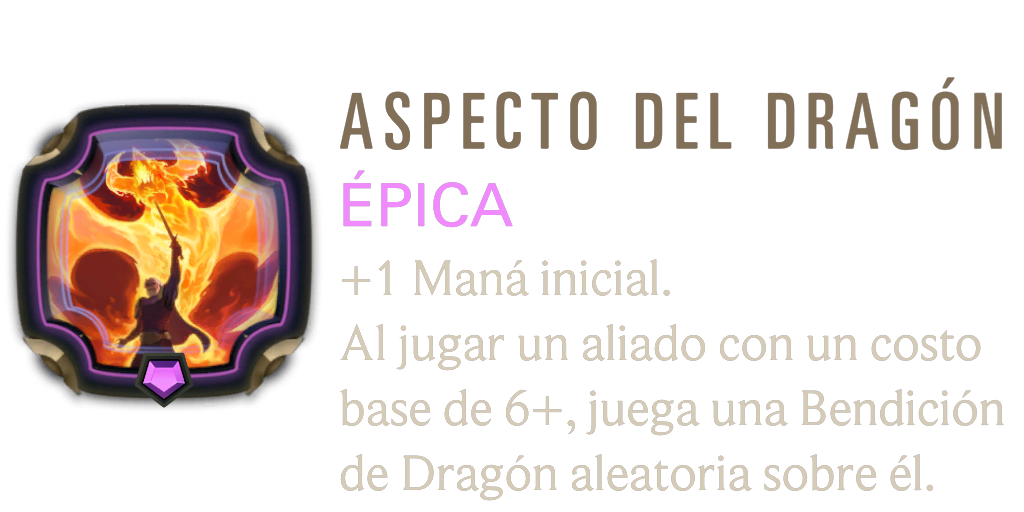 ASPECTO DEL DRAGÓN
ÉPICA
+1 Maná inicial.
Al jugar un aliado con un costo
base de 6+, juega una Bendición
de Dragón aleatoria sobre él.